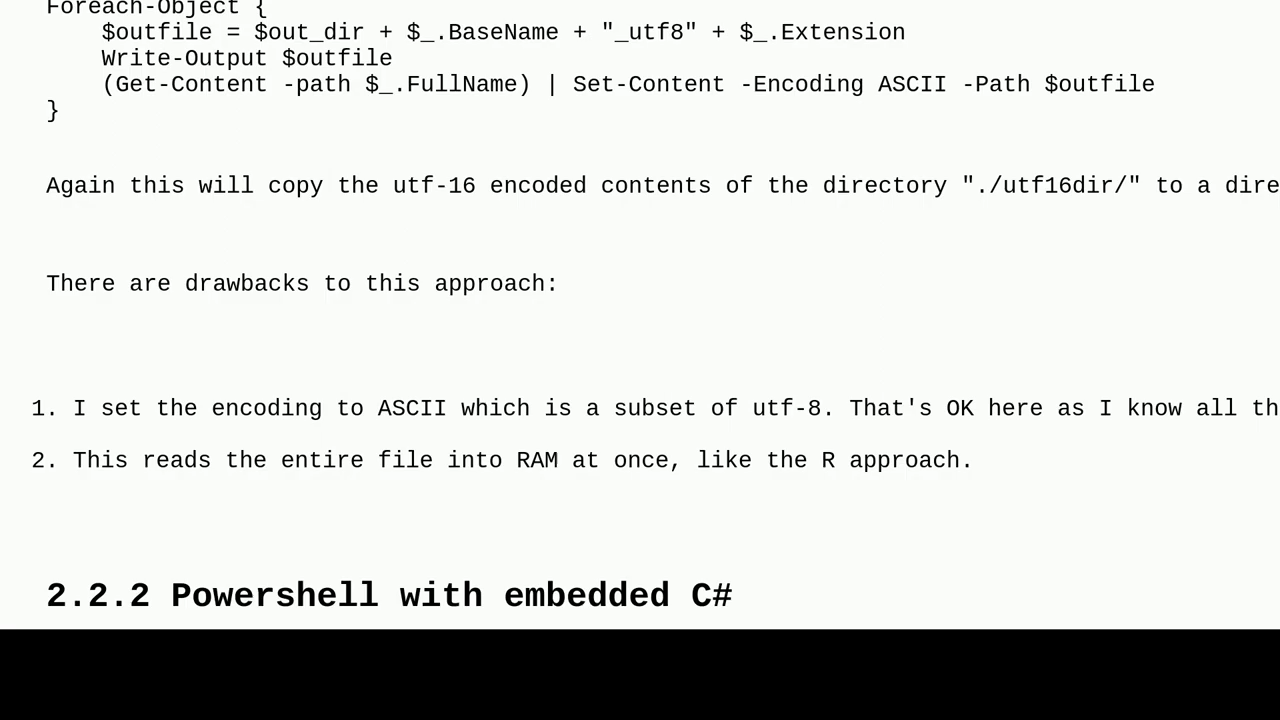 Foreach-Object {
$outfile = $out_dir + $_.BaseName + "_utf8" + $_.Extension
Write-Output $outfile
(Get-Content -path $_.FullName) | Set-Content -Encoding ASCII -Path $outfile
}
Again this will copy the utf-16 encoded contents of the directory "./utf16dir/" to a dire
There are drawbacks to this approach:
1. I set the encoding to ASCII which is a subset of utf-8. That's OK here as I know all th
2. This reads the entire file into RAM at once, like the R approach.
2.2.2 Powershell with embedded C#